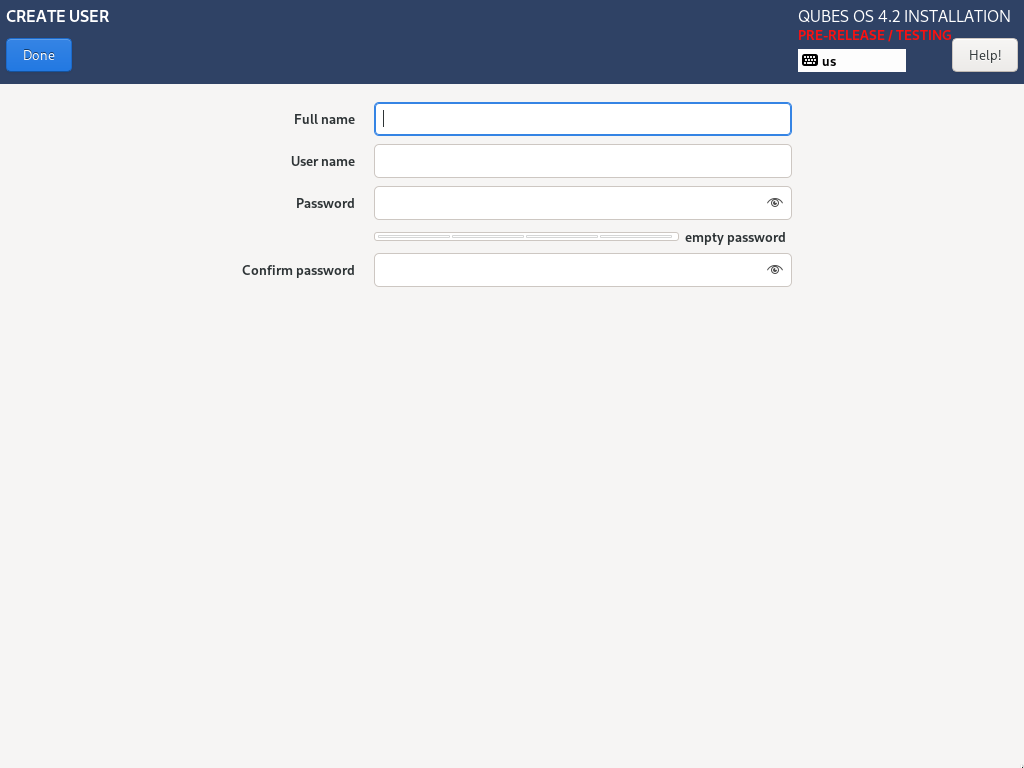 CREATE USER
QUBES OS 4.2 INSTALLATION
PRE-RELEASE / TESTING
Done
us
Help!
Full name
User name
Password
empty password
Confirm password